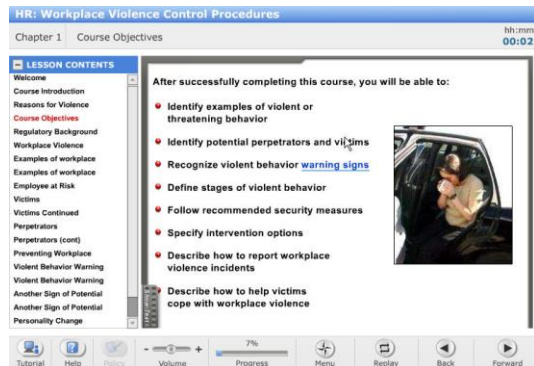 HR: Workplace Violence Control Procedures
Chapter 1 Course Objectives
hh:mm
00:02
LESSON CONTENTS
Welcome
Course Introduction
Reasons for Violence
Course Objectives
Regulatory Background
Workplace Violence
Examples of workplace
Examples of workplace
Employee at Risk
Victims
Victims Continued
Perpetrators
Perpetrators (cont)
Preventing Workplace
Violent Behavior Warning
Violent Behavior Warning
Another Sign of Potential
Another Sign of Potential
Personality Change
After successfully completing this course, you will be able to:
Identify examples of violent or
threatening behavior
Identify potential perpetrators and victims
Recognize violent behavior warning signs
Define stages of violent behavior
Follow recommended security measures
Specify intervention options
Describe how to report workplace
violence incidents
Describe how to help victims
cope with workplace violence
Tutorial
Help
Policy
- +
Volume
7%
Progress
Menu
Replay
Back
Forward